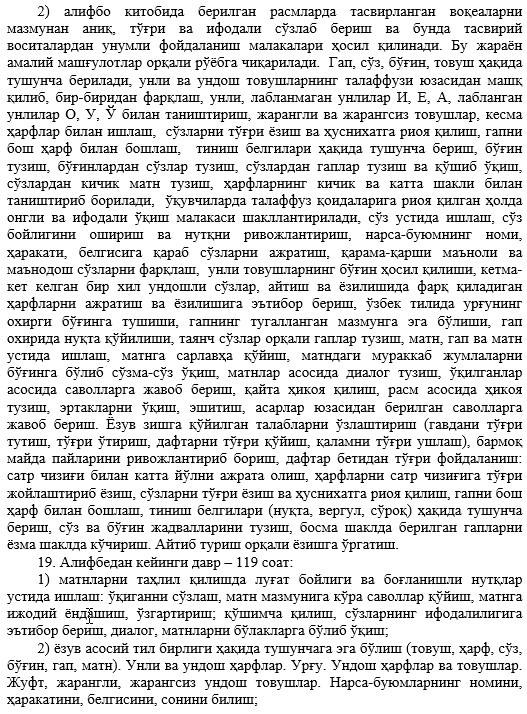 2) алифбо китобида берилган расмларда тасвирланган воқеаларни
мазмунан аниқ, тўғри ва ифодали сўзлаб бериш ва бунда тасвирий
воситалардан унумли фойдаланиш малакалари ҳосил қилинади. Бу жараён
амалий машғулотлар орқали рўёбга чиқарилади. Гап, сўз, бўғин, товуш ҳақида
тушунча берилади, унли ва ундош товушларнинг талаффузи юзасидан машқ
қилиб, бир-биридан фарқлаш, унли, лабланмаган унлилар И, Е, А, лабланган
унлилар О, У, Ў билан таништириш, жарангли ва жарангсиз товушлар, кесма
ҳарфлар билан ишлаш, сўзларни тўғри ёзиш ва ҳуснихатга риоя қилиш, гапни
бош ҳарф билан бошлаш, тиниш белгилари ҳақида тушунча бериш, бўғин
тузиш, бўғинлардан сўзлар тузиш, сўзлардан гаплар тузиш ва қўшиб ўқиш,
сўзлардан кичик матн тузиш, ҳарфларнинг кичик ва катта шакли билан
таништириб борилади, ўқувчиларда талаффуз қоидаларига риоя қилган ҳолда
онгли ва ифодали ўқиш малакаси шакллантирилади, сўз устида ишлаш, сўз
бойлигини ошириш ва нутқни ривожлантириш, нарса-буюмнинг номи,
ҳаракати, белгисига қараб сўзларни ажратиш, қарама-қарши маъноли ва
маънодош сўзларни фарқлаш, унли товушларнинг бўғин ҳосил қилиши, кетма-
кет келган бир хил ундошли сўзлар, айтиш ва ёзилишида фарқ қиладиган
ҳарфларни ажратиш ва ёзилишига эътибор бериш, ўзбек тилида урғунинг
охирги бўғинга тушиши, гапнинг тугалланган мазмунга эга бўлиши, гап
охирида нуқта қўйилиши, таянч сўзлар орқали гаплар тузиш, матн, гап ва матн
устида ишлаш, матнга сарлавҳа қўйиш, матндаги мураккаб жумлаларни
бўғинга бўлиб сўзма-сўз ўқиш, матнлар асосида диалог тузиш, ўқилганлар
асосида саволларга жавоб бериш, қайта ҳикоя қилиш, расм асосида ҳикоя
тузиш, эртакларни ўқиш, эшитиш, асарлар юзасидан берилган саволларга
жавоб бериш. Ёзув зишга қўйилган талабларни ўзлаштириш (гавдани тўғри
тутиш, тўғри ўтириш, дафтарни тўғри қўйиш, қаламни тўғри ушлаш), бармоқ
майда пайларини ривожлантириб бориш, дафтар бетидан тўғри фойдаланиш:
сатр чизиғи билан катта йўлни ажрата олиш, ҳарфларни сатр чизиғига тўғри
жойлаштириб ёзиш, сўзларни тўғри ёзиш ва ҳуснихатга риоя қилиш, гапни бош
ҳарф билан бошлаш, тиниш белгилари (нуқта, вергул, сўроқ) ҳақида тушунча
бериш, сўз ва бўғин жадвалларини тузиш, босма шаклда берилган гапларни
ёзма шаклда кўчириш. Айтиб туриш орқали ёзишга ўргатиш.
19. Алифбедан кейинги давр – 119 соат:
1) матнларни таҳлил қилишда луғат бойлиги ва боғланишли нутқлар
устида ишлаш: ўқиганни сўзлаш, матн мазмунига кўра саволлар қўйиш, матнга
ижодий ёндашиш, ўзгартириш; қўшимча қилиш, сўзларнинг ифодалилигига
эътибор бериш, диалог, матнларни бўлакларга бўлиб ўқиш;
2) ёзув асосий тил бирлиги ҳақида тушунчага эга бўлиш (товуш, ҳарф, сўз,
бўғин, гап, матн). Унли ва ундош ҳарфлар. Урғу. Ундош ҳарфлар ва товушлар.
Жуфт, жарангли, жарангсиз ундош товушлар. Нарса-буюмларнинг номини,
ҳаракатини, белгисини, сонини билиш;